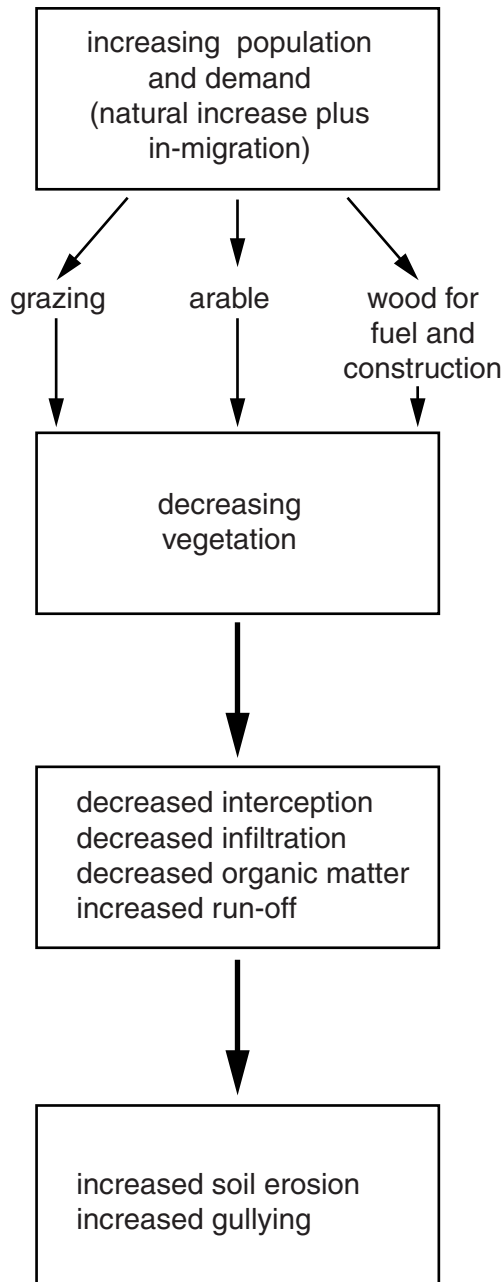 increasing population
and demand
(natural increase plus
in-migration)
grazing
arable
wood for
fuel and
construction
decreasing
vegetation
decreased interception
decreased infiltration
decreased organic matter
increased run-off
increased soil erosion
increased gullying